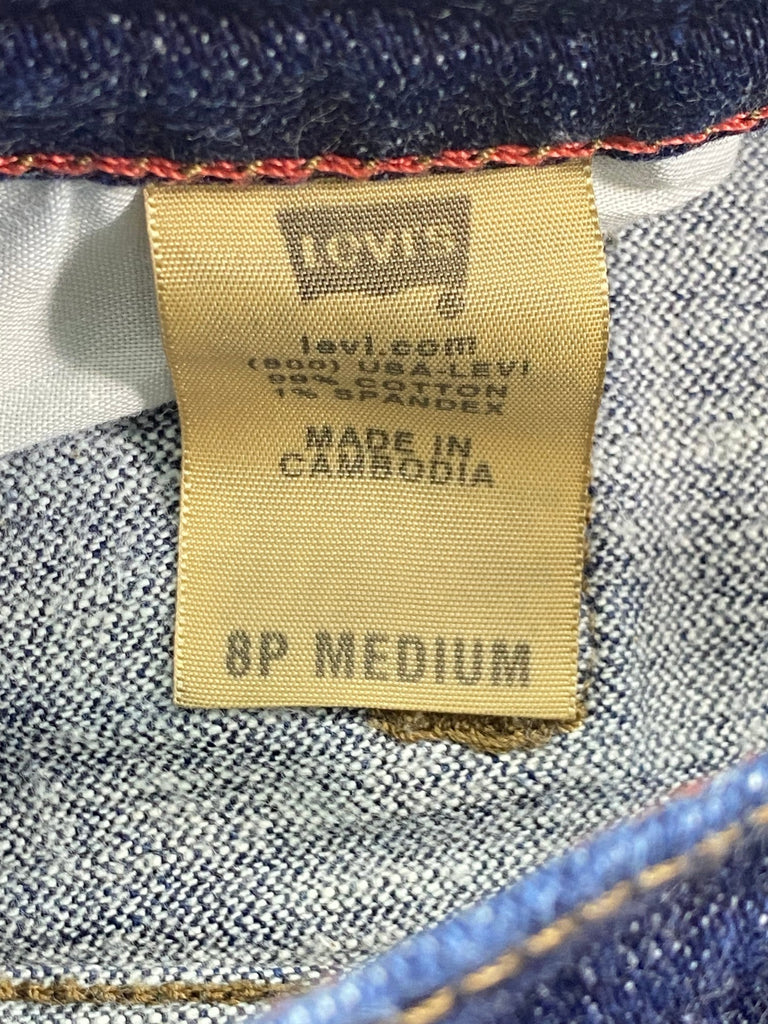 Levi's
levi.com
(800) USA-LEVI
99% COTTON
1% SPANDEX
MADE IN
CAMBODIA
8P MEDIUM